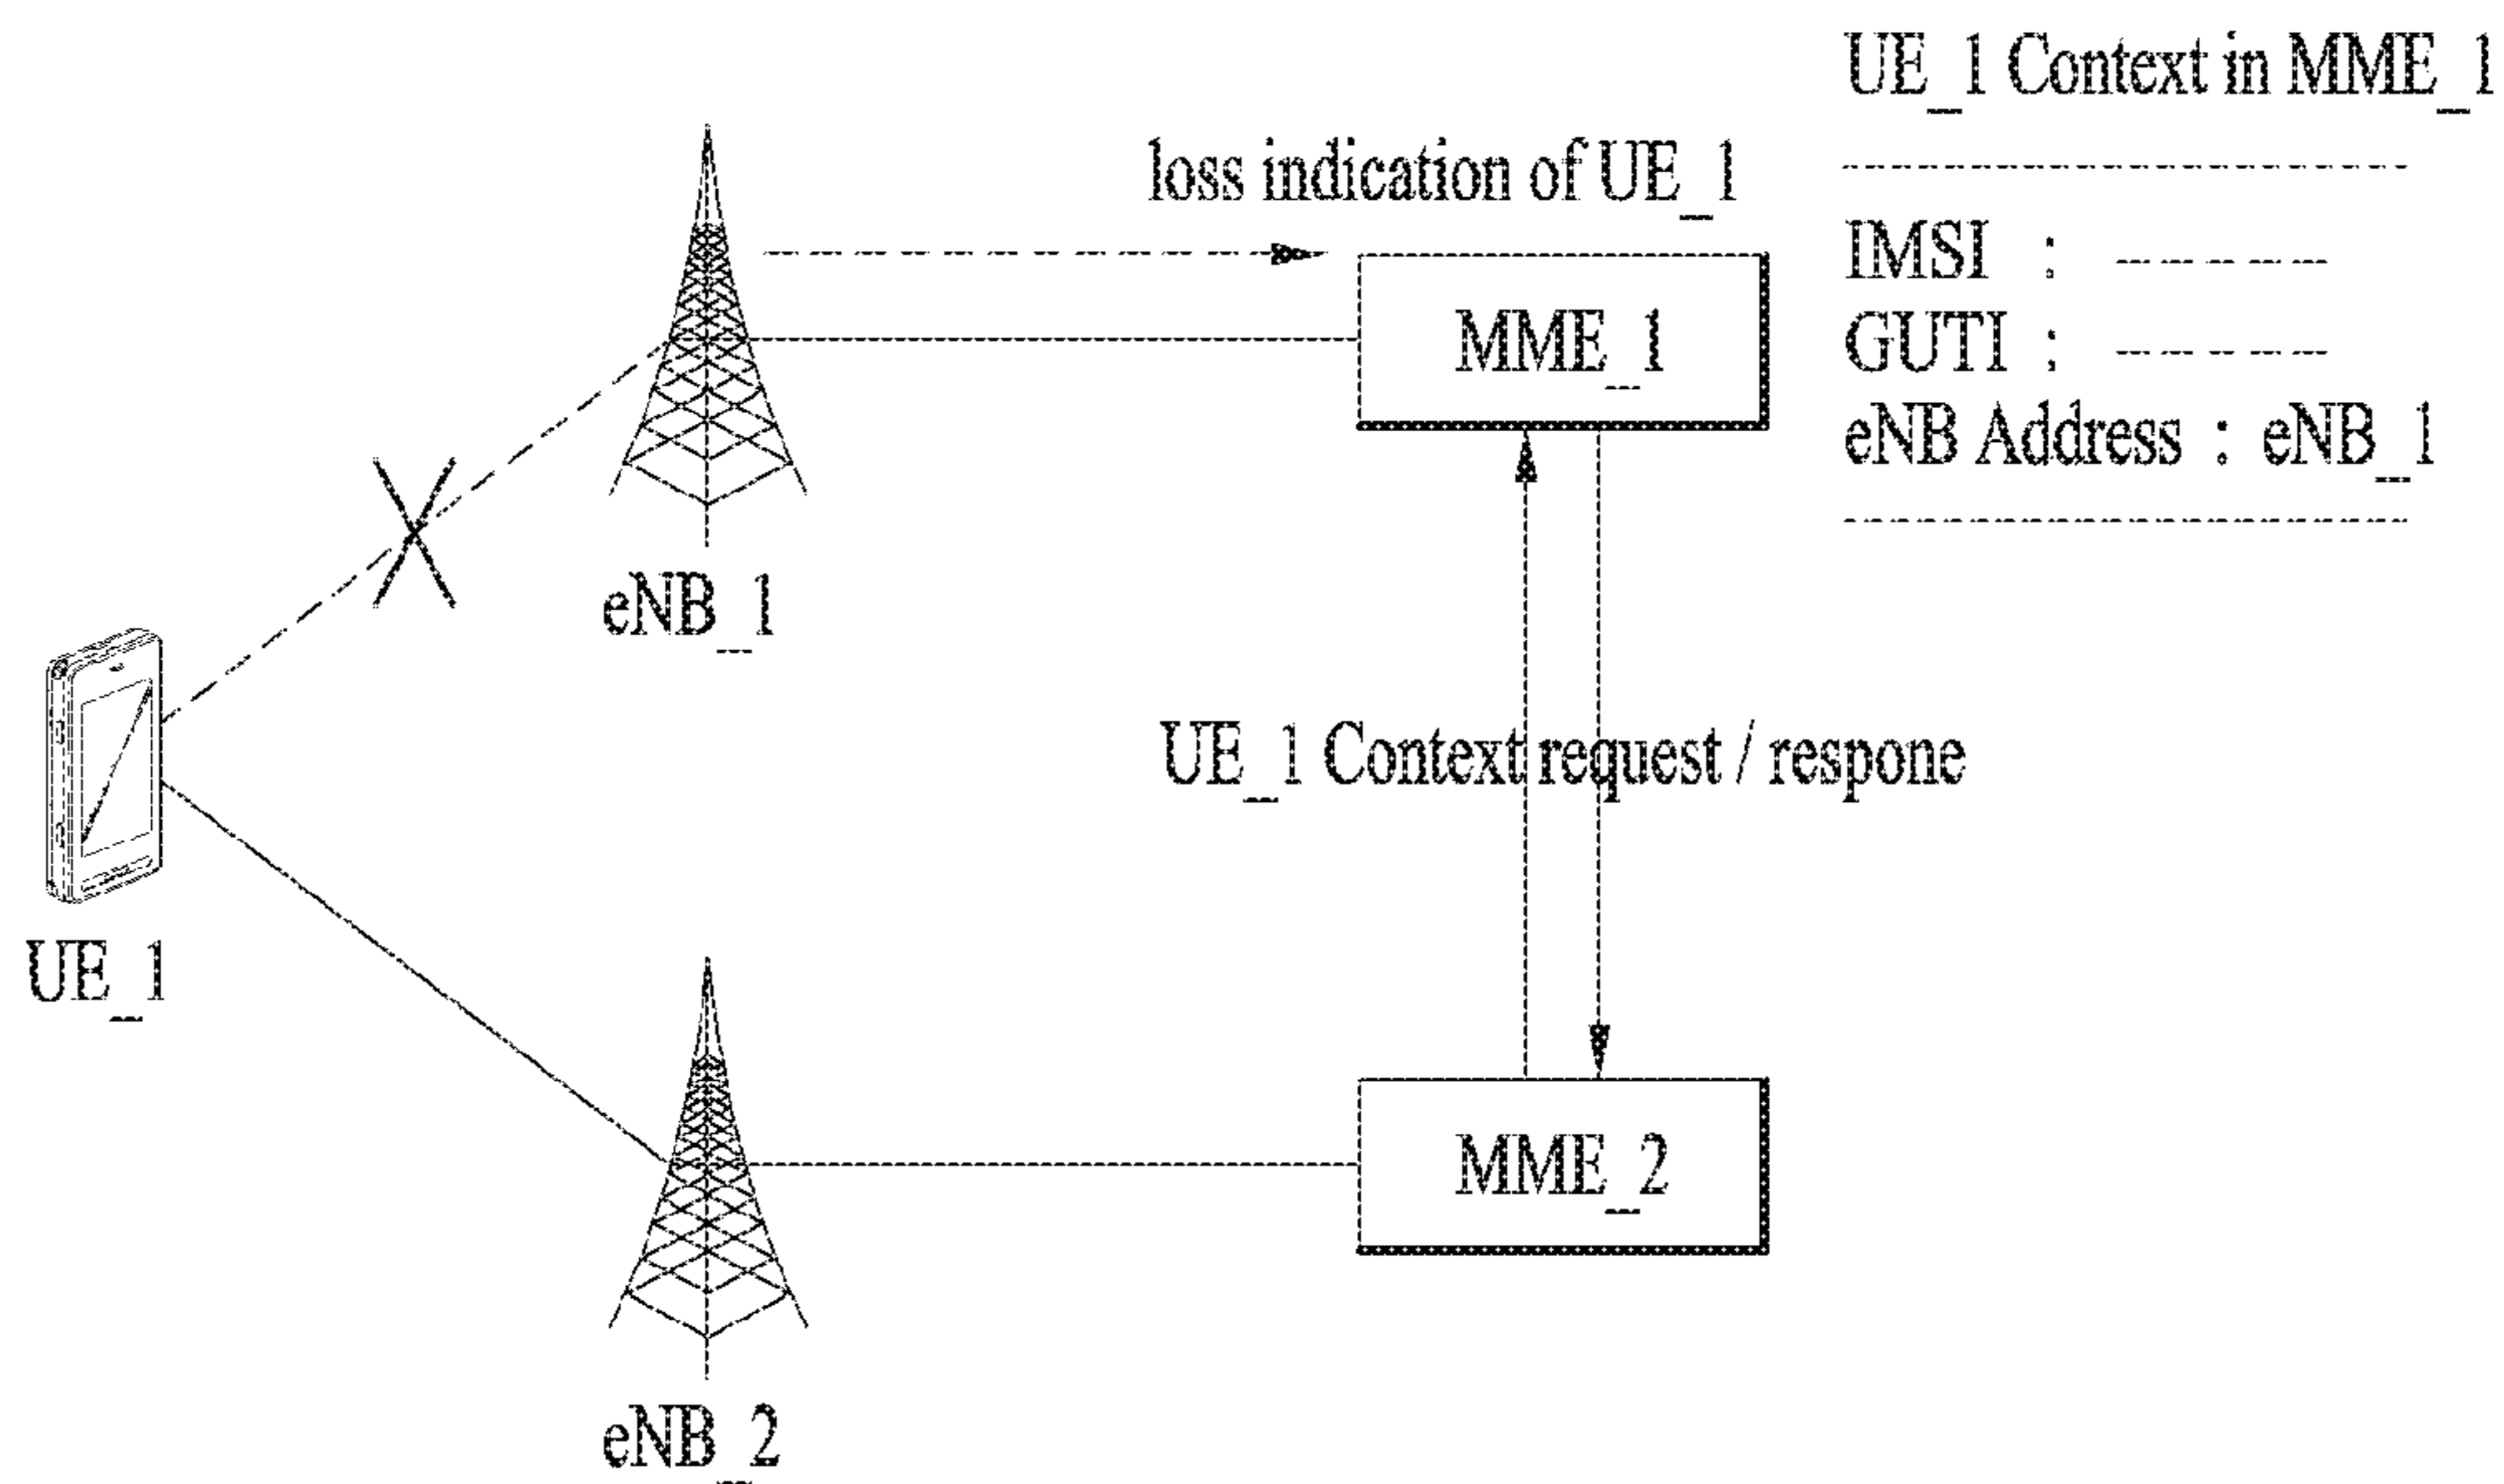 UE_1 Context in MME_1
loss indication of UE_1
IMSI :
GUTI :
eNB Address : eNB_1
MME_1
eNB_1
UE_1 Context request / respone
UE_1
MME_2
eNB_2